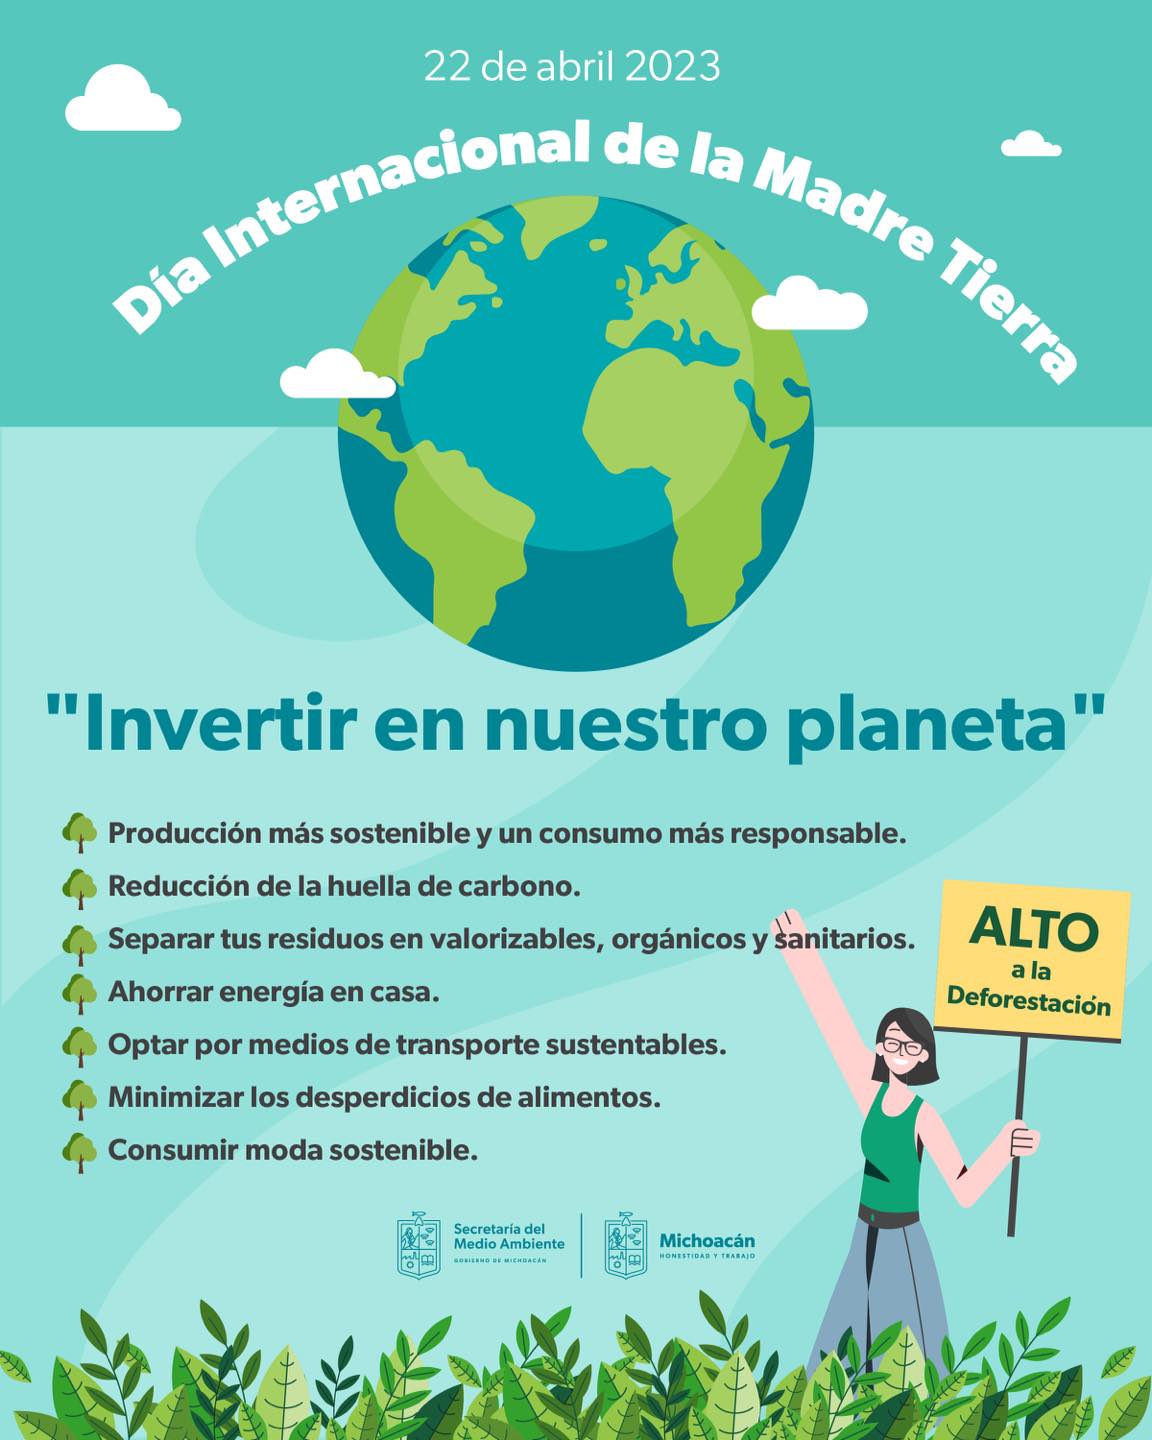 22 de abril 2023
Día Internacional de la Madre Tierra
"Invertir en nuestro planeta"
Producción más sostenible y un consumo más responsable.
Reducción de la huella de carbono.
Separar tus residuos en valorizables, orgánicos y sanitarios.
Ahorrar energía en casa.
Optar por medios de transporte sustentables.
Minimizar los desperdicios de alimentos.
Consumir moda sostenible.
ALTO
a la
Deforestación
Secretaría del
Medio Ambiente
GOBIERNO DE MICHOACÁN
Michoacán
HONESTIDAD Y TRABAJO